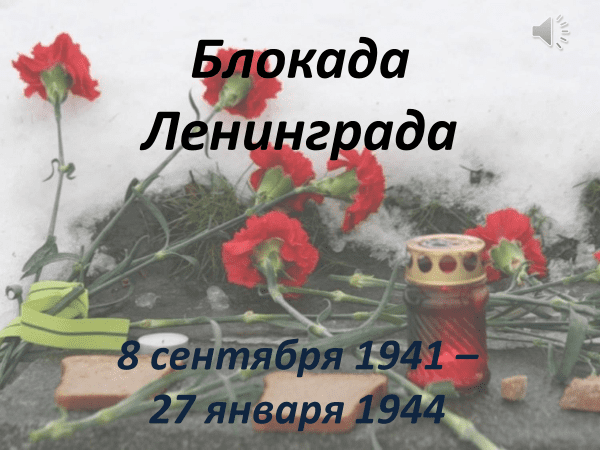 Блокада
Ленинграда
8 сентября 1941 –
27 января 1944